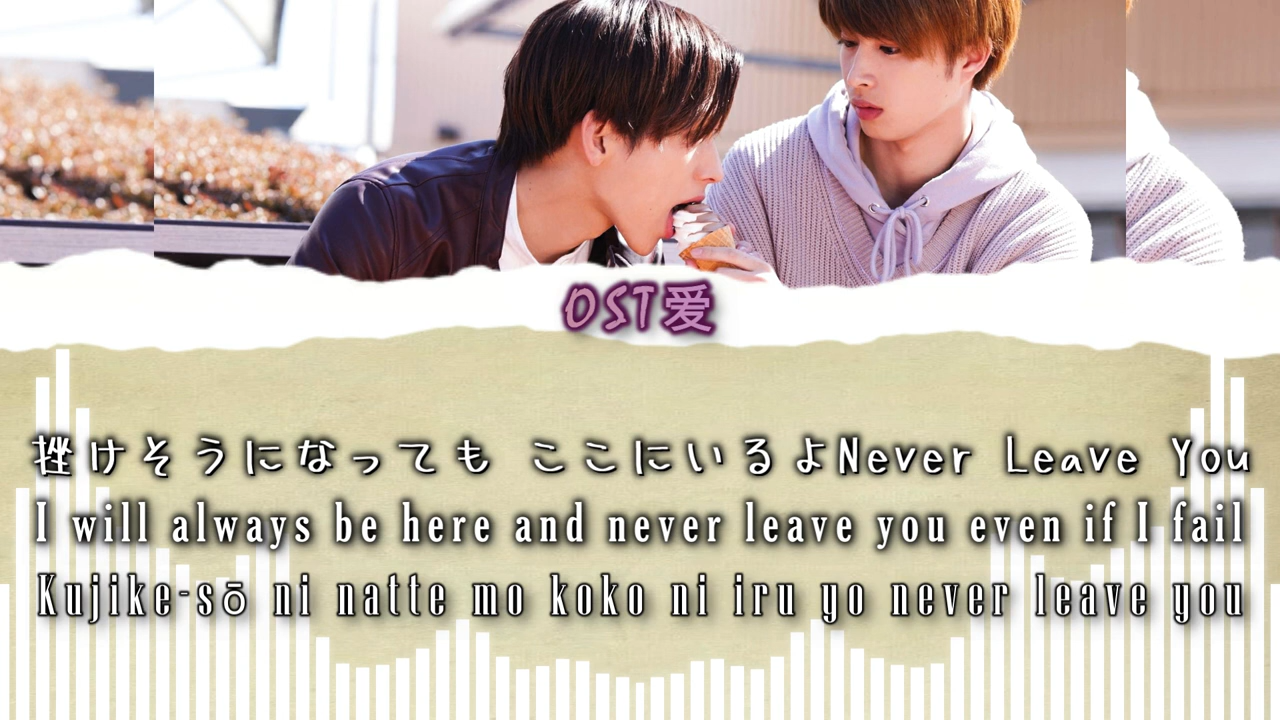 OST爱
挫けそうになっても ここにいるよNever Leave You
I will always be here and never leave you even if I fail
Kujike-sō ni natte mo koko ni iru yo never leave you